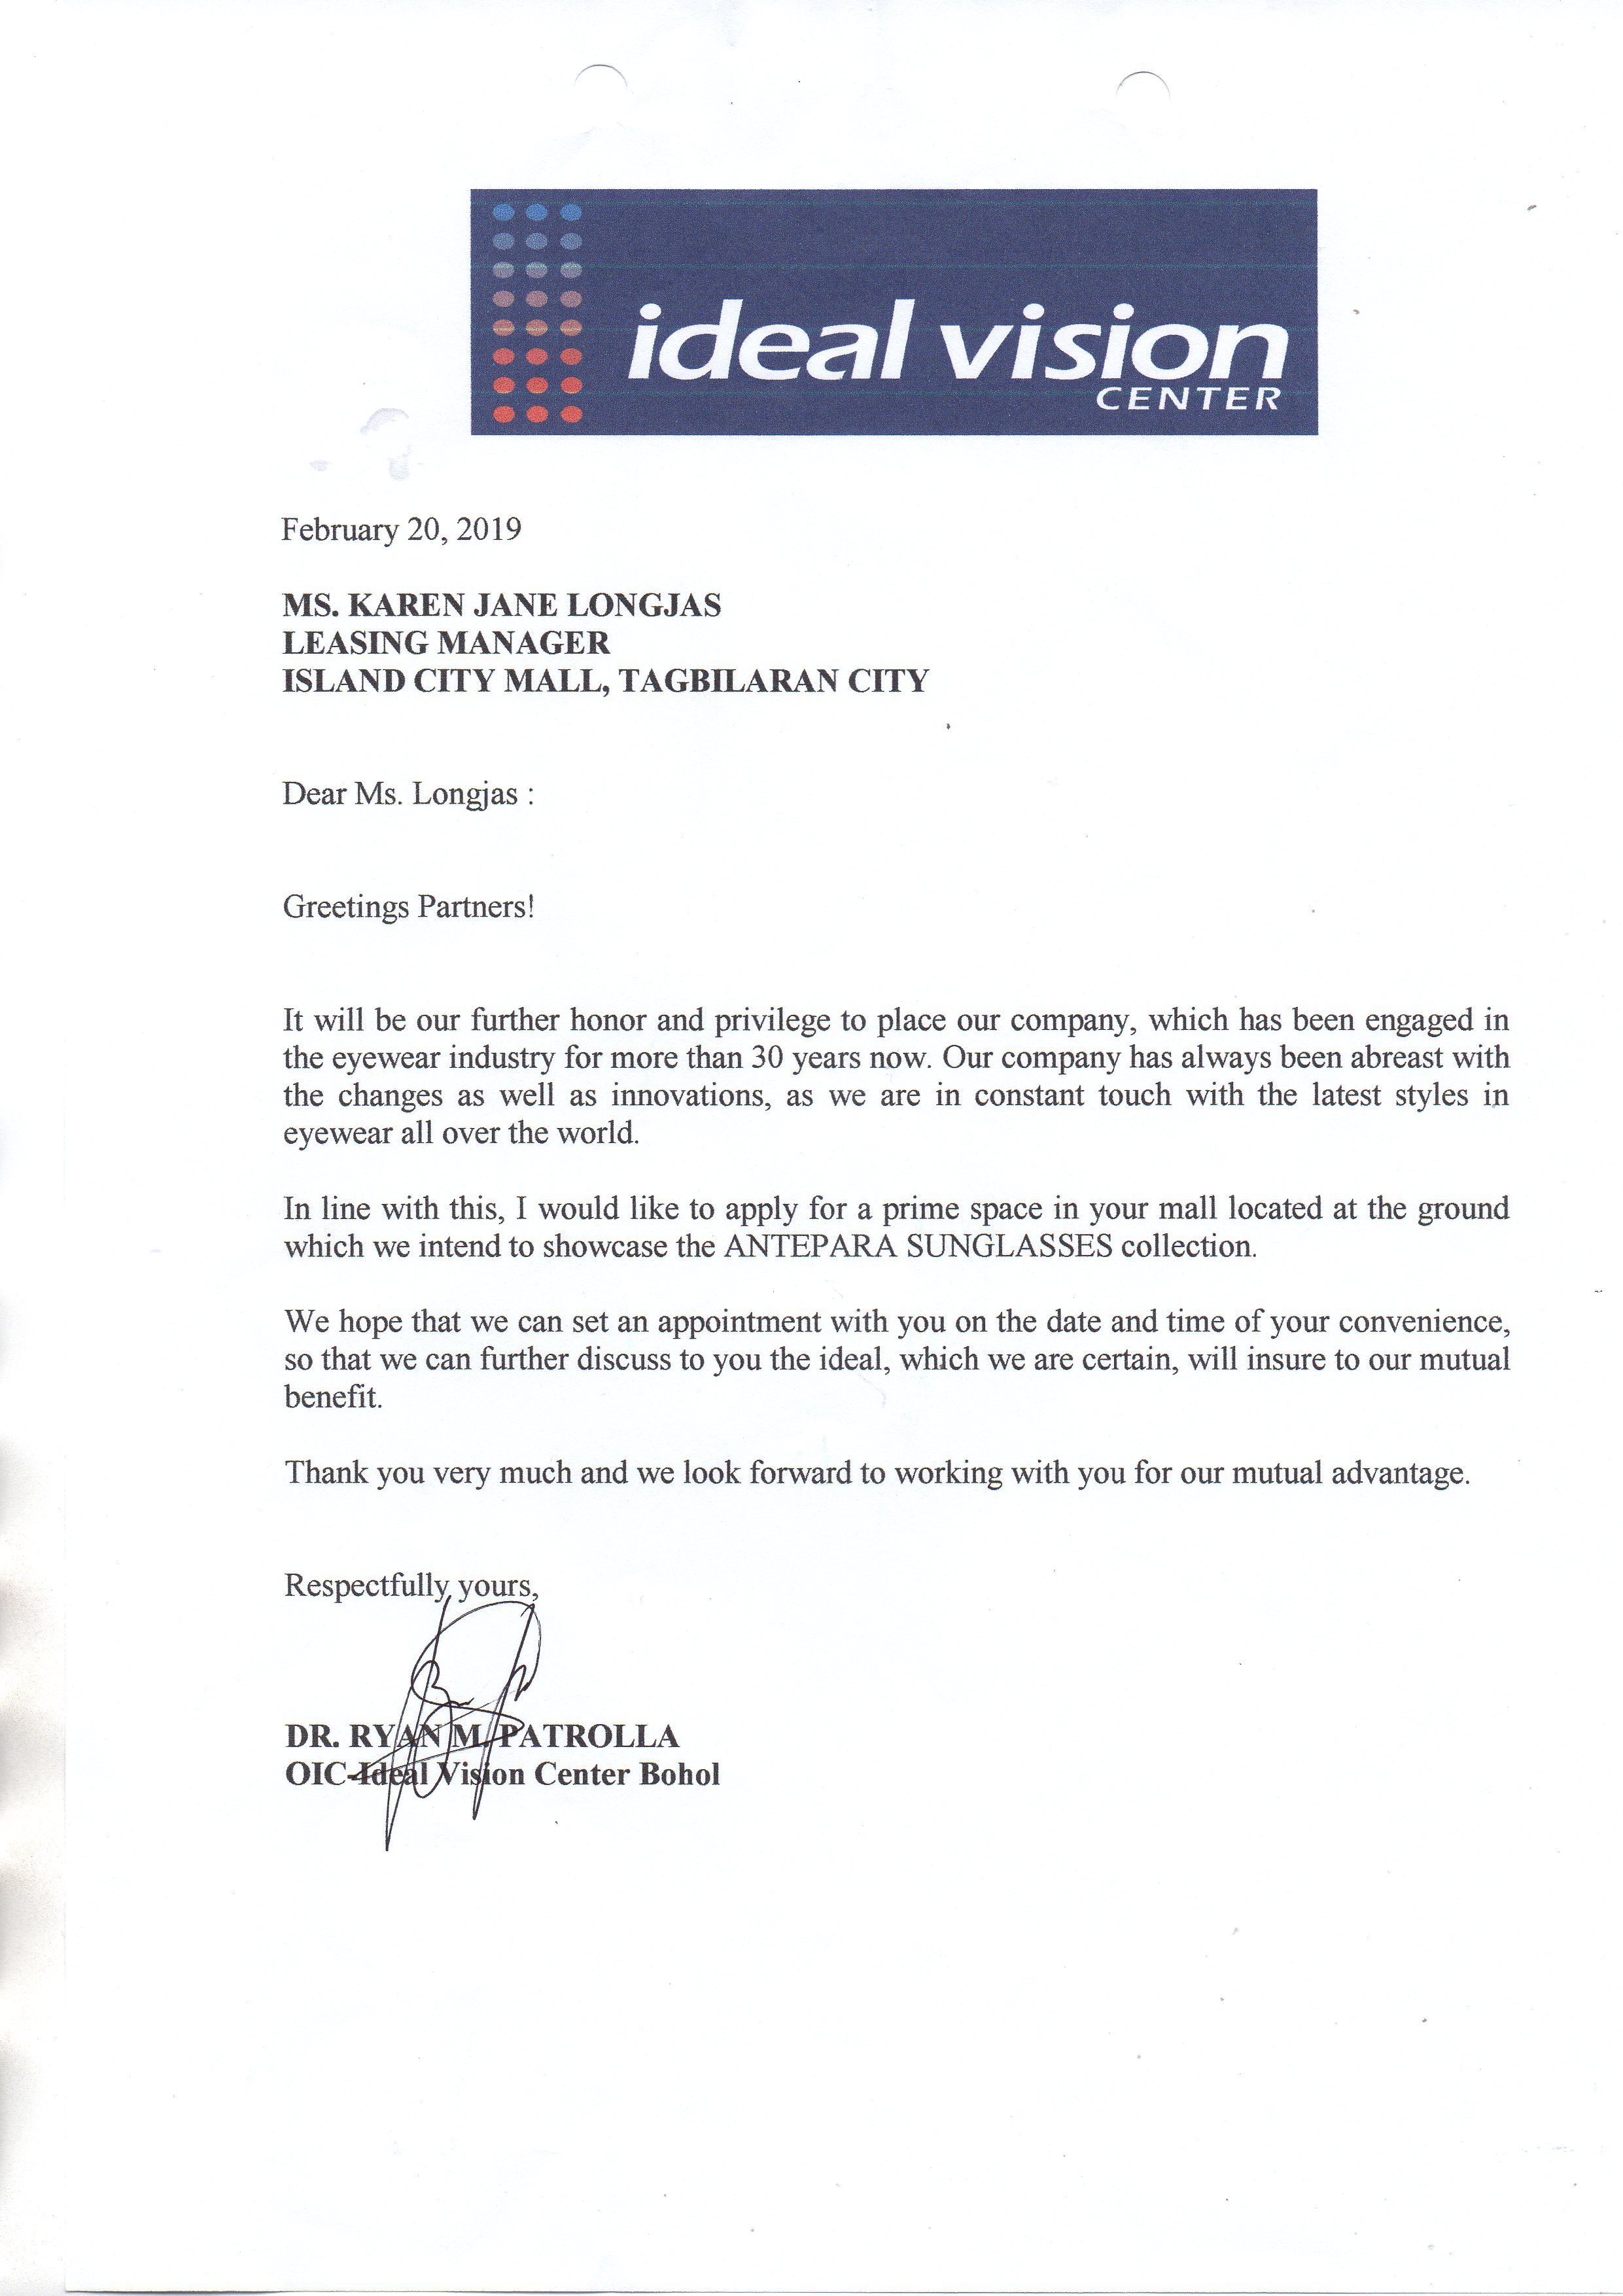 ideal vision
CENTER
February 20, 2019
MS. KAREN JANE LONGJAS
LEASING MANAGER
ISLAND CITY MALL, TAGBILARAN CITY
Dear Ms. Longjas :
Greetings Partners!
It will be our further honor and privilege to place our company, which has been engaged in
the eyewear industry for more than 30 years now. Our company has always been abreast with
the changes as well as innovations, as we are in constant touch with the latest styles in
eyewear all over the world.
In line with this, I would like to apply for a prime space in your mall located at the ground
which we intend to showcase the ANTEPARA SUNGLASSES collection.
We hope that we can set an appointment with you on the date and time of your convenience,
so that we can further discuss to you the ideal, which we are certain, will insure to our mutual
benefit.
Thank you very much and we look forward to working with you for our mutual advantage.
Respectfully yours,
DR. RYAN M. PATROLLA
OIC-Ideal Vision Center Bohol